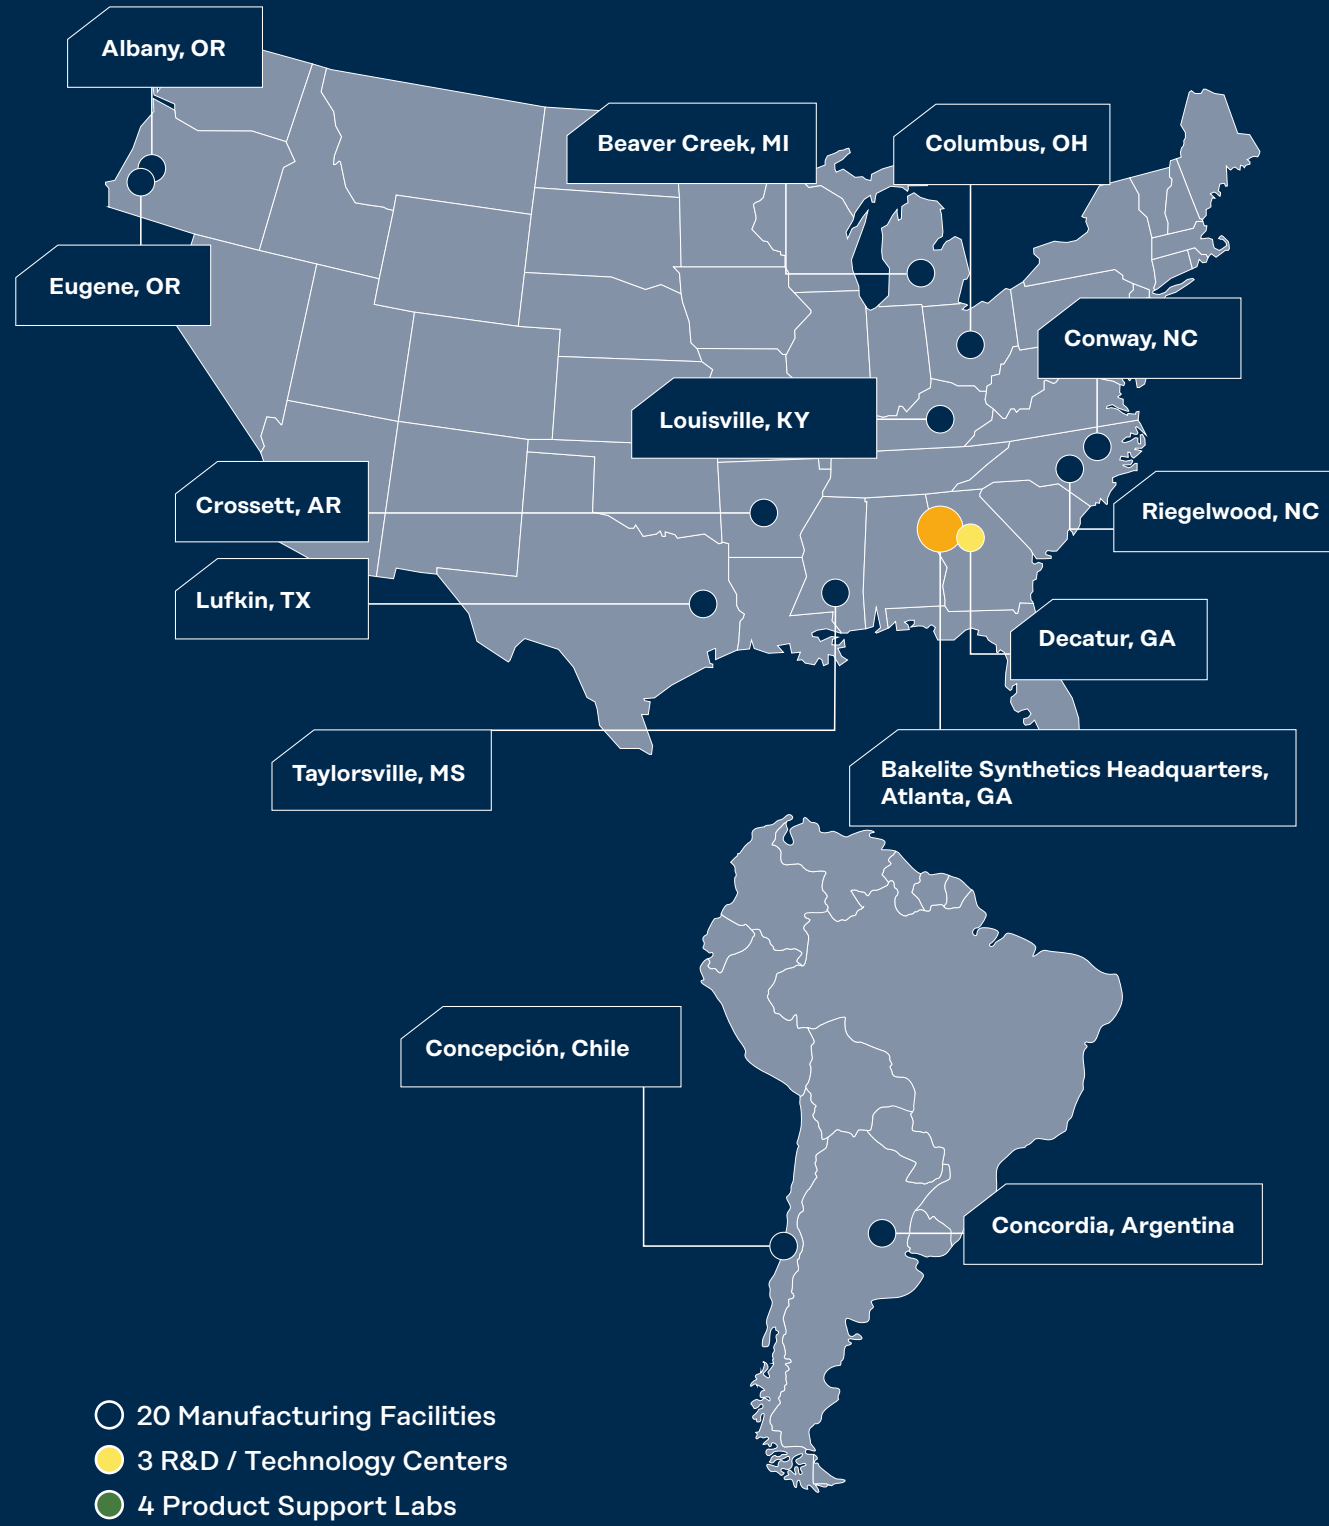 Albany, OR
Beaver Creek, MI
Columbus, OH
Eugene, OR
Conway, NC
Louisville, KY
Crossett, AR
Riegelwood, NC
Lufkin, TX
Decatur, GA
Taylorsville, MS
Bakelite Synthetics Headquarters,
Atlanta, GA
Concepción, Chile
Concordia, Argentina
20 Manufacturing Facilities
3 R&D / Technology Centers
4 Product Support Labs